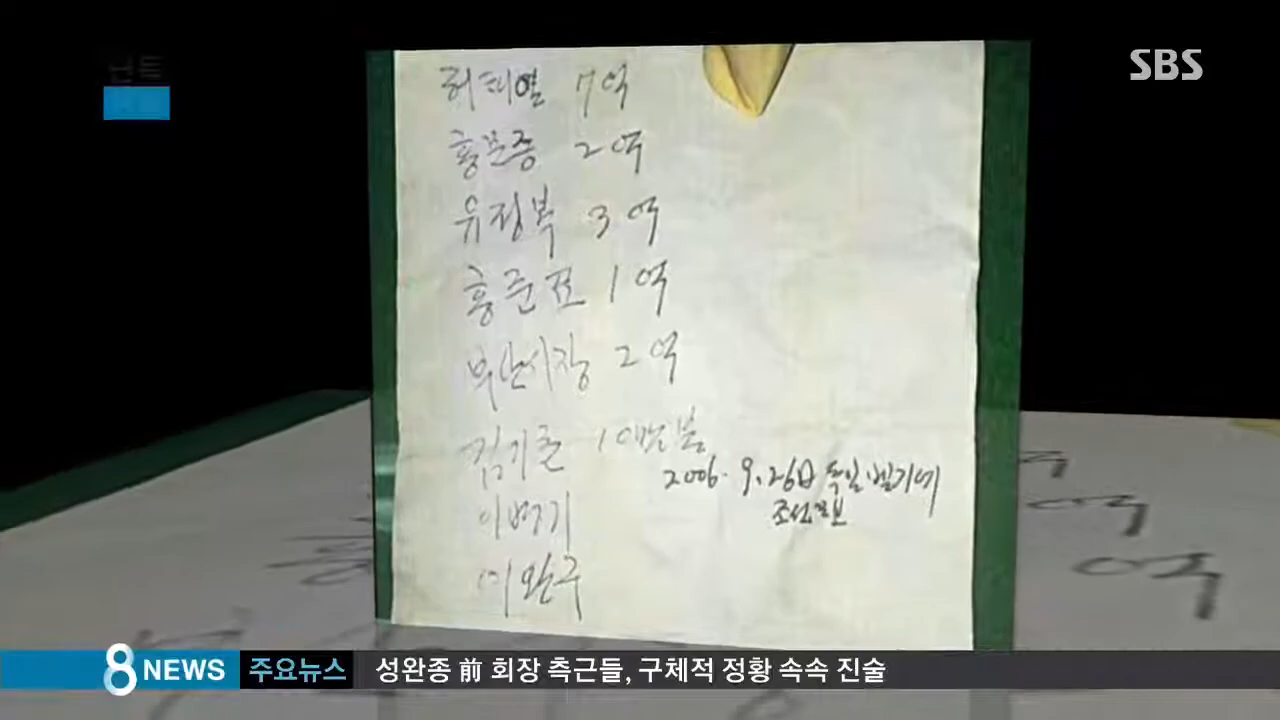 SBS
허태열 7억
홍문종 2억
유정복 3억
홍준표 1억
부산시장 2억
김기춘 10만불
2006. 9.26日 독일 벨기에
조선일보
이병기
이완구
8 NEWS 주요뉴스 성완종 前 회장 측근들, 구체적 정황 속속 진술